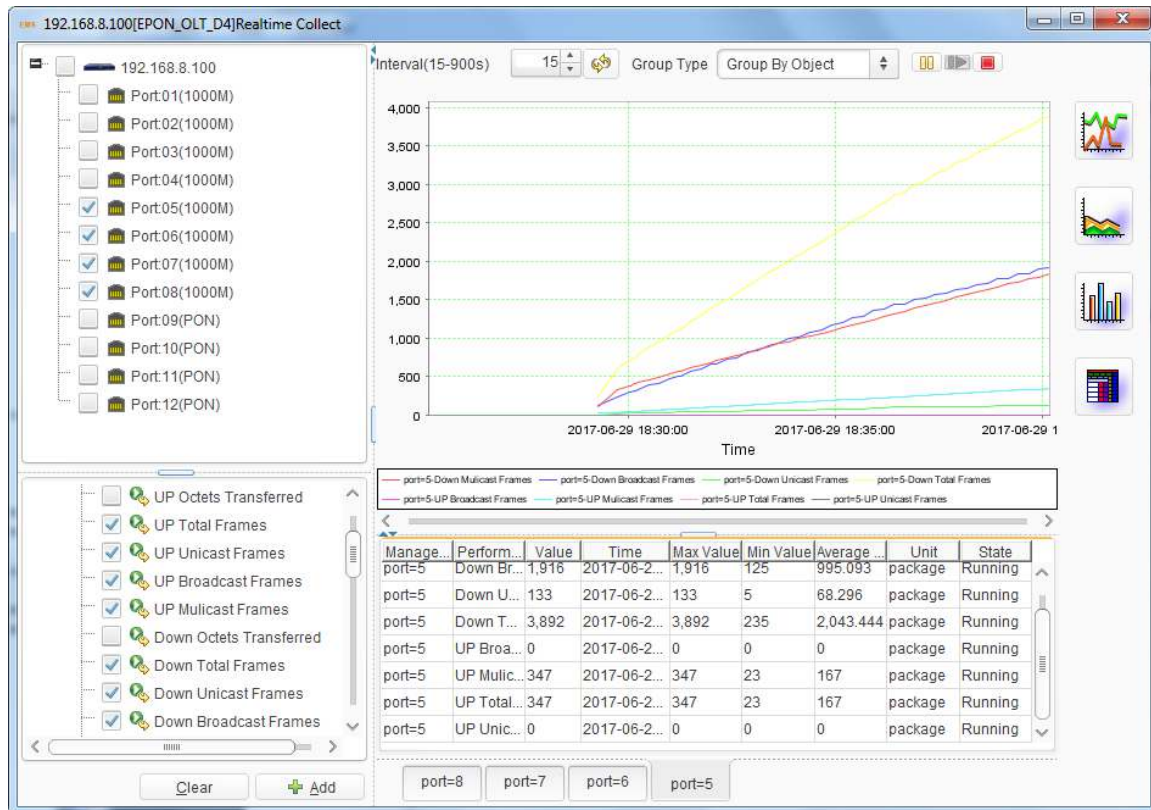 EMS 192.168.8.100[EPON_OLT_D4]Realtime Collect
192.168.8.100
Port:01(1000M)
Port:02(1000M)
Port:03(1000M)
Port:04(1000M)
Port:05(1000M)
Port:06(1000M)
Port:07(1000M)
Port:08(1000M)
Port:09(PON)
Port:10(PON)
Port:11(PON)
Port:12(PON)
UP Octets Transferred
UP Total Frames
UP Unicast Frames
UP Broadcast Frames
UP Mulicast Frames
Down Octets Transferred
Down Total Frames
Down Unicast Frames
Down Broadcast Frames
Clear Add
Interval(15-900s) 15 Group Type Group By Object
4,000
3,500
3,000
2,500
2,000
1,500
1,000
500
0
2017-06-29 18:30:00 2017-06-29 18:35:00 2017-06-29 1
Time
port=5-Down Mulicast Frames port=5-Down Broadcast Frames port=5-Down Unicast Frames port=5-Down Total Frames
port=5-UP Broadcast Frames port=5-UP Mulicast Frames port=5-UP Total Frames port=5-UP Unicast Frames
Manage... Perform... Value Time Max Value Min Value Average ... Unit State
port=5 Down Br... 1,916 2017-06-2... 1,916 125 995.093 package Running
port=5 Down U... 133 2017-06-2... 133 5 68.296 package Running
port=5 Down T... 3,892 2017-06-2... 3,892 235 2,043.444 package Running
port=5 UP Broa... 0 2017-06-2... 0 0 0 package Running
port=5 UP Mulic... 347 2017-06-2... 347 23 167 package Running
port=5 UP Total... 347 2017-06-2... 347 23 167 package Running
port=5 UP Unic... 0 2017-06-2... 0 0 0 package Running
port=8 port=7 port=6 port=5